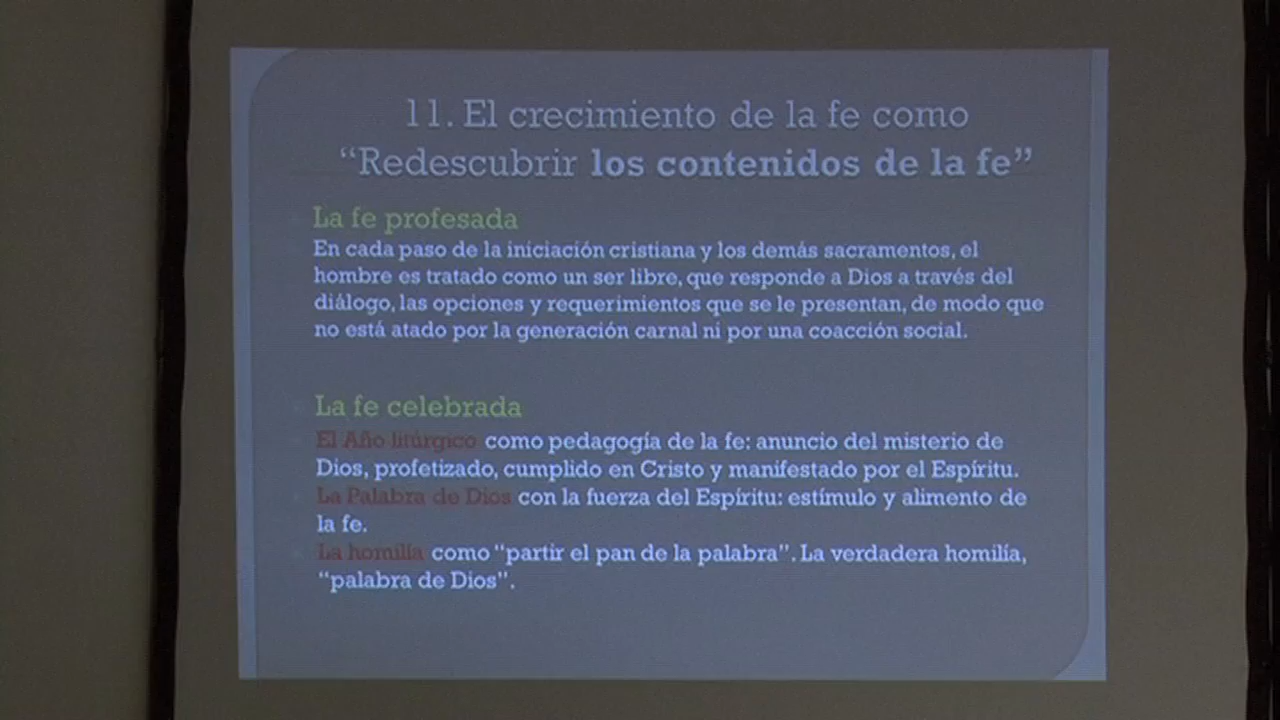 11. El crecimiento de la fe como
“Redescubrir los contenidos de la fe”
La fe profesada
En cada paso de la iniciación cristiana y los demás sacramentos, el
hombre es tratado como un ser libre, que responde a Dios a través del
diálogo, las opciones y requerimientos que se le presentan, de modo que
no está atado por la generación carnal ni por una coacción social.
La fe celebrada
El Año litúrgico como pedagogía de la fe: anuncio del misterio de
Dios, profetizado, cumplido en Cristo y manifestado por el Espíritu.
La Palabra de Dios con la fuerza del Espíritu: estímulo y alimento de
la fe.
La homilía como “partir el pan de la palabra”. La verdadera homilía,
“palabra de Dios”.